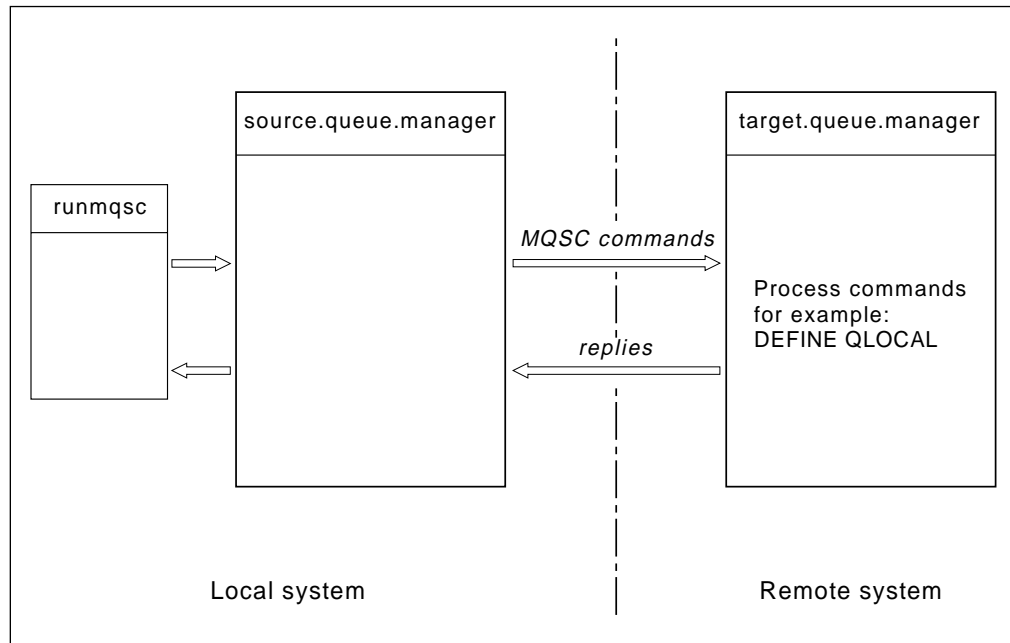 source.queue.manager
target.queue.manager
runmqsc
MQSC commands
Process commands
for example:
DEFINE QLOCAL
replies
Local system
Remote system